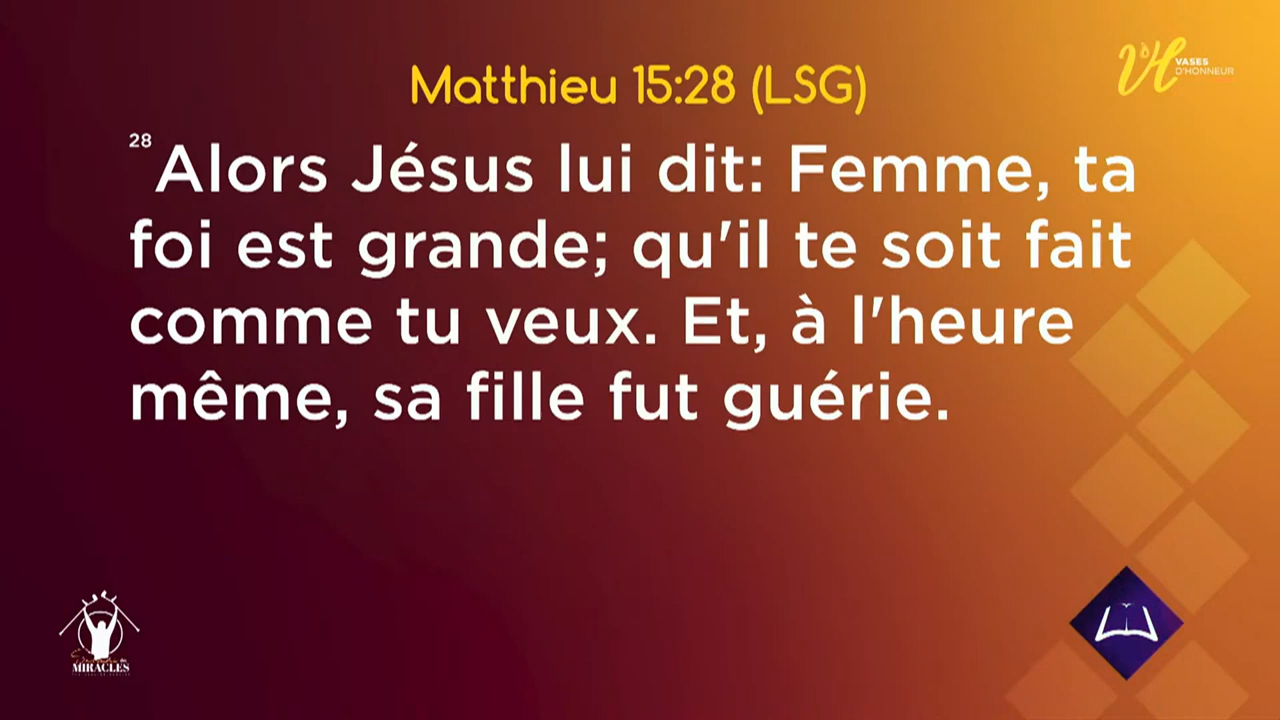 Matthieu 15:28 (LSG)
VASES
D'HONNEUR
28 Alors Jésus lui dit: Femme, ta
foi est grande; qu'il te soit fait
comme tu veux. Et, à l'heure
même, sa fille fut guérie.
MIRACLES